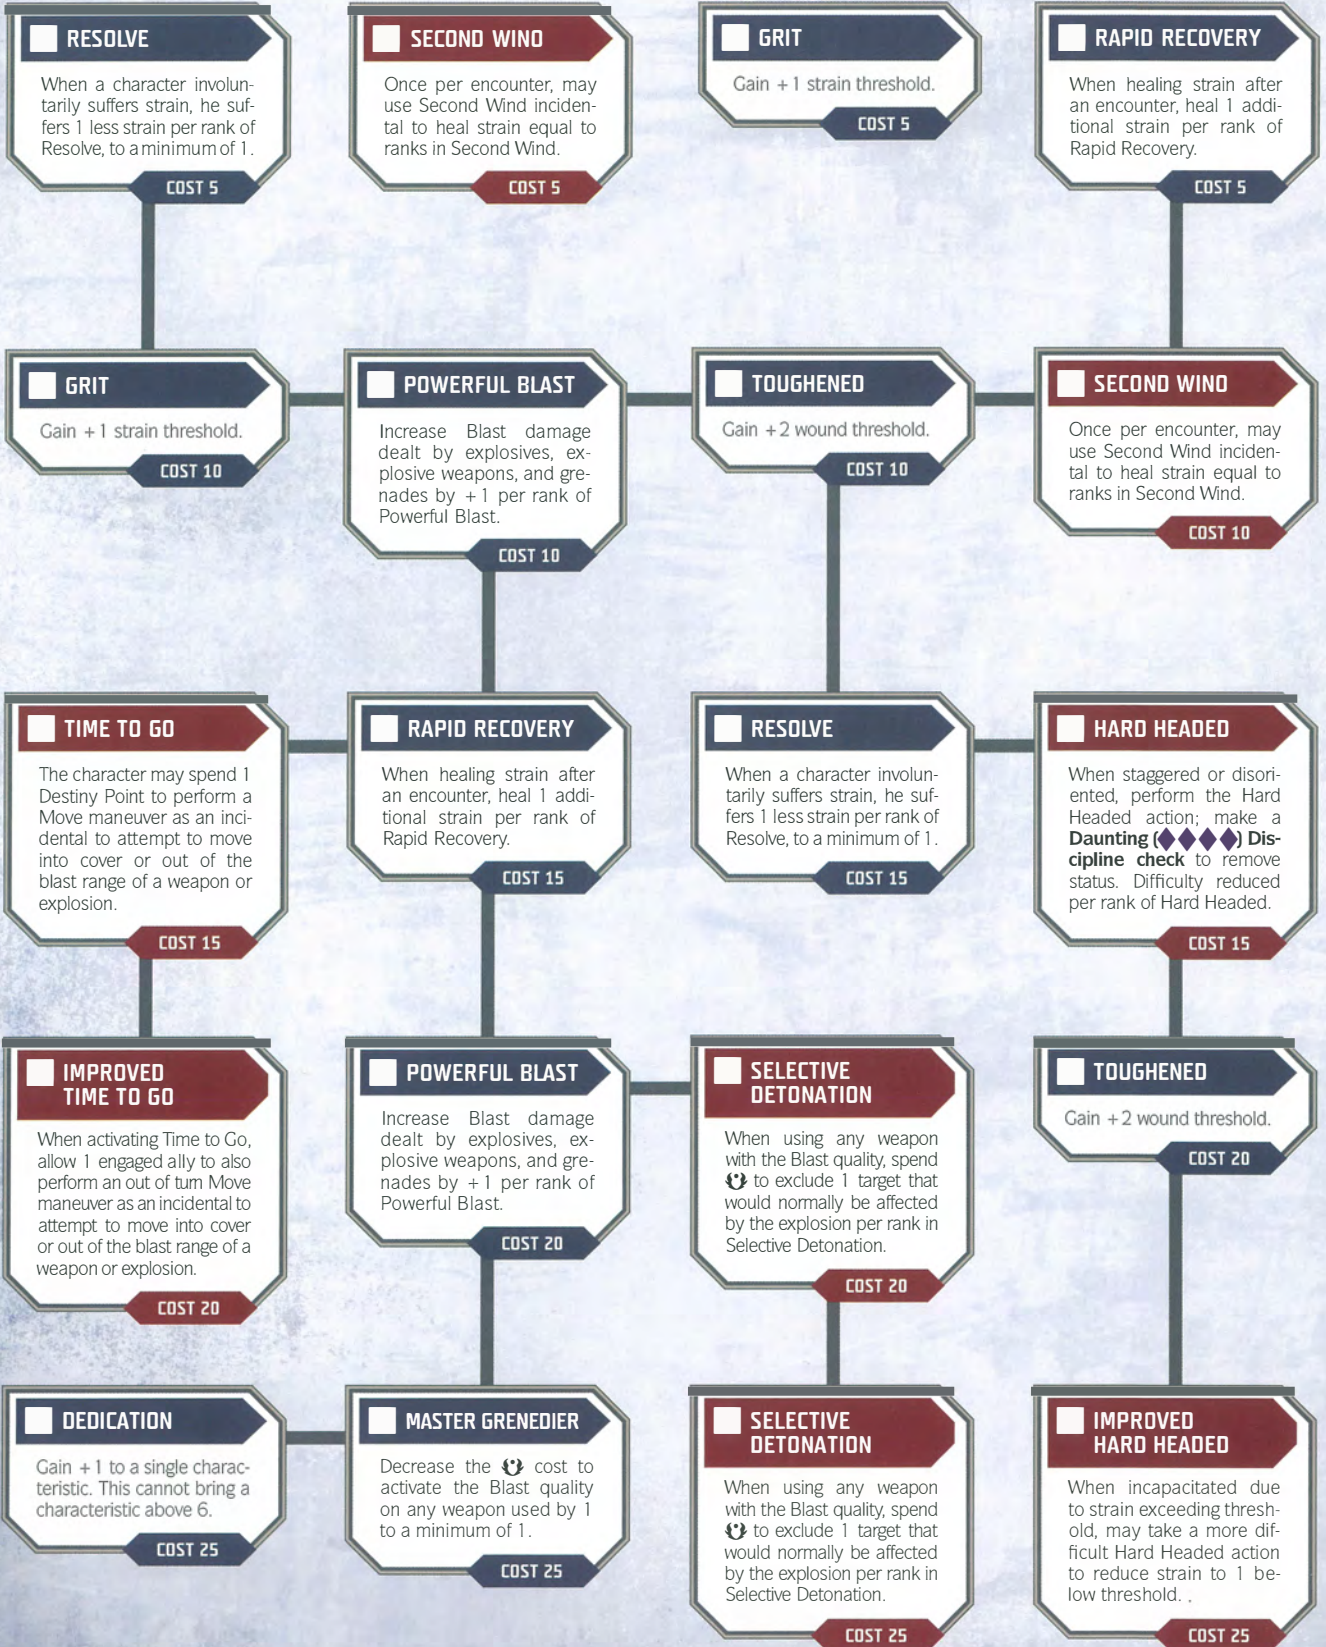 RESOLVE
When a character involun-
tarily suffers strain, he suf-
fers 1 less strain per rank of
Resolve, to a minimum of 1.
COST 5
SECOND WINO
Once per encounter, may
use Second Wind inciden-
tal to heal strain equal to
ranks in Second Wind.
COST 5
GRIT
Gain +1 strain threshold.
COST 5
RAPID RECOVERY
When healing strain after
an encounter, heal 1 addi-
tional strain per rank of
Rapid Recovery.
COST 5
GRIT
Gain +1 strain threshold.
COST 10
POWERFUL BLAST
Increase Blast damage
dealt by explosives, ex-
plosive weapons, and gre-
nades by +1 per rank of
Powerful Blast.
COST 10
TOUGHENED
Gain +2 wound threshold.
COST 10
SECOND WINO
Once per encounter, may
use Second Wind inciden-
tal to heal strain equal to
ranks in Second Wind.
COST 10
TIME TO GO
The character may spend 1
Destiny Point to perform a
Move maneuver as an inci-
dental to attempt to move
into cover or out of the
blast range of a weapon or
explosion.
COST 15
RAPID RECOVERY
When healing strain after
an encounter, heal 1 addi-
tional strain per rank of
Rapid Recovery.
COST 15
RESOLVE
When a character involun-
tarily suffers strain, he suf-
fers 1 less strain per rank of
Resolve, to a minimum of 1.
COST 15
HARD HEADED
When staggered or disori-
ented, perform the Hard
Headed action; make a
Daunting (◆◆◆◆) Dis-
cipline check to remove
status. Difficulty reduced
per rank of Hard Headed.
COST 15
IMPROVED
TIME TO GO
When activating Time to Go,
allow 1 engaged ally to also
perform an out of turn Move
maneuver as an incidental to
attempt to move into cover
or out of the blast range of a
weapon or explosion.
COST 20
POWERFUL BLAST
Increase Blast damage
dealt by explosives, ex-
plosive weapons, and gre-
nades by +1 per rank of
Powerful Blast.
COST 20
SELECTIVE
DETONATION
When using any weapon
with the Blast quality, spend
to exclude 1 target that
would normally be affected
by the explosion per rank in
Selective Detonation.
COST 20
TOUGHENED
Gain +2 wound threshold.
COST 20
DEDICATION
Gain +1 to a single charac-
teristic. This cannot bring a
characteristic above 6.
COST 25
MASTER GRENEDIER
Decrease the cost to
activate the Blast quality
on any weapon used by 1
to a minimum of 1.
COST 25
SELECTIVE
DETONATION
When using any weapon
with the Blast quality, spend
to exclude 1 target that
would normally be affected
by the explosion per rank in
Selective Detonation.
COST 25
IMPROVED
HARD HEADED
When incapacitated due
to strain exceeding thresh-
old, may take a more dif-
ficult Hard Headed action
to reduce strain to 1 be-
low threshold. .
COST 25